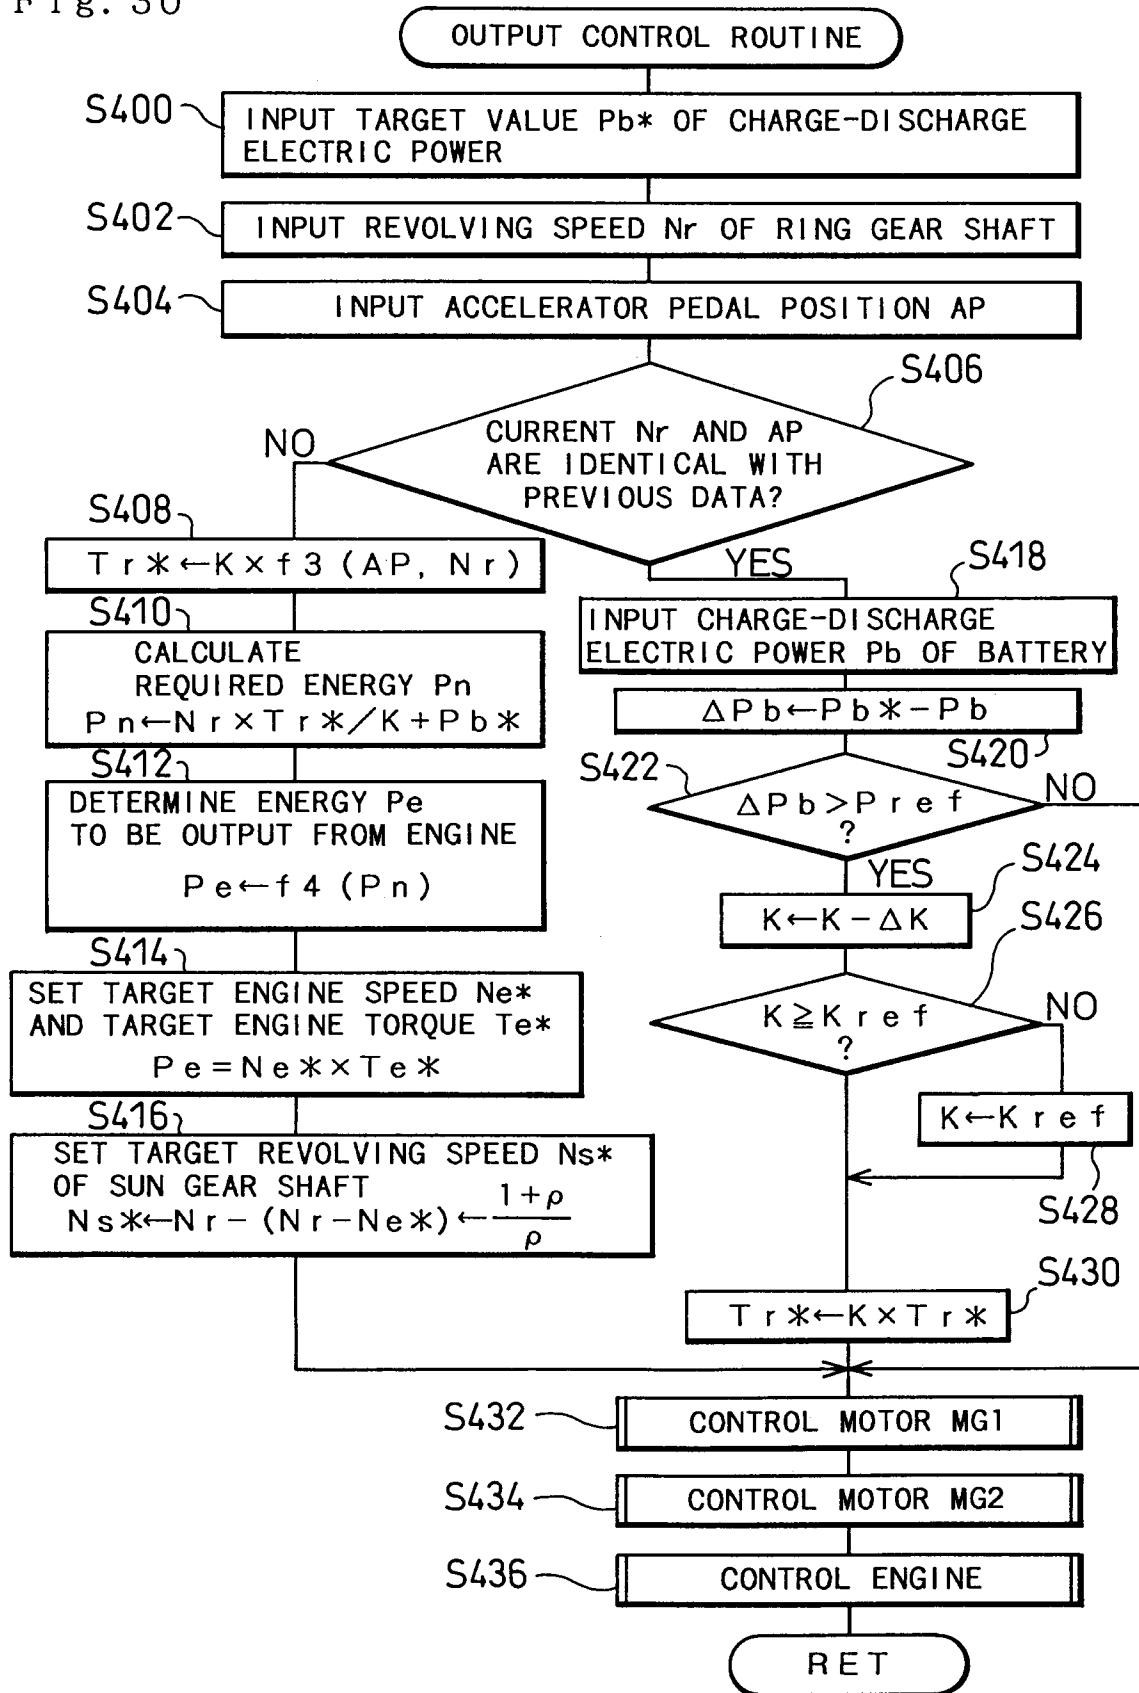 Fig. 30
OUTPUT CONTROL ROUTINE
S400
INPUT TARGET VALUE Pb* OF CHARGE-DISCHARGE
ELECTRIC POWER
S402
INPUT REVOLVING SPEED Nr OF RING GEAR SHAFT
S404
INPUT ACCELERATOR PEDAL POSITION AP
S406
CURRENT Nr AND AP
ARE IDENTICAL WITH
PREVIOUS DATA?
NO
YES
S408
Tr*←K×f3 (AP, Nr)
S410
CALCULATE
REQUIRED ENERGY Pn
Pn←Nr×Tr*/K+Pb*
S412
DETERMINE ENERGY Pe
TO BE OUTPUT FROM ENGINE
Pe←f4 (Pn)
S414
SET TARGET ENGINE SPEED Ne*
AND TARGET ENGINE TORQUE Te*
Pe=Ne*×Te*
S416
SET TARGET REVOLVING SPEED Ns*
OF SUN GEAR SHAFT
Ns*←Nr-(Nr-Ne*)←1+ρ/ρ
S418
INPUT CHARGE-DISCHARGE
ELECTRIC POWER Pb OF BATTERY
ΔPb←Pb*-Pb
S420
S422
ΔPb>Pref
?
NO
YES
S424
K←K-ΔK
S426
K≧Kref
?
NO
K←Kref
S428
S430
Tr*←K×Tr*
S432
CONTROL MOTOR MG1
S434
CONTROL MOTOR MG2
S436
CONTROL ENGINE
RET